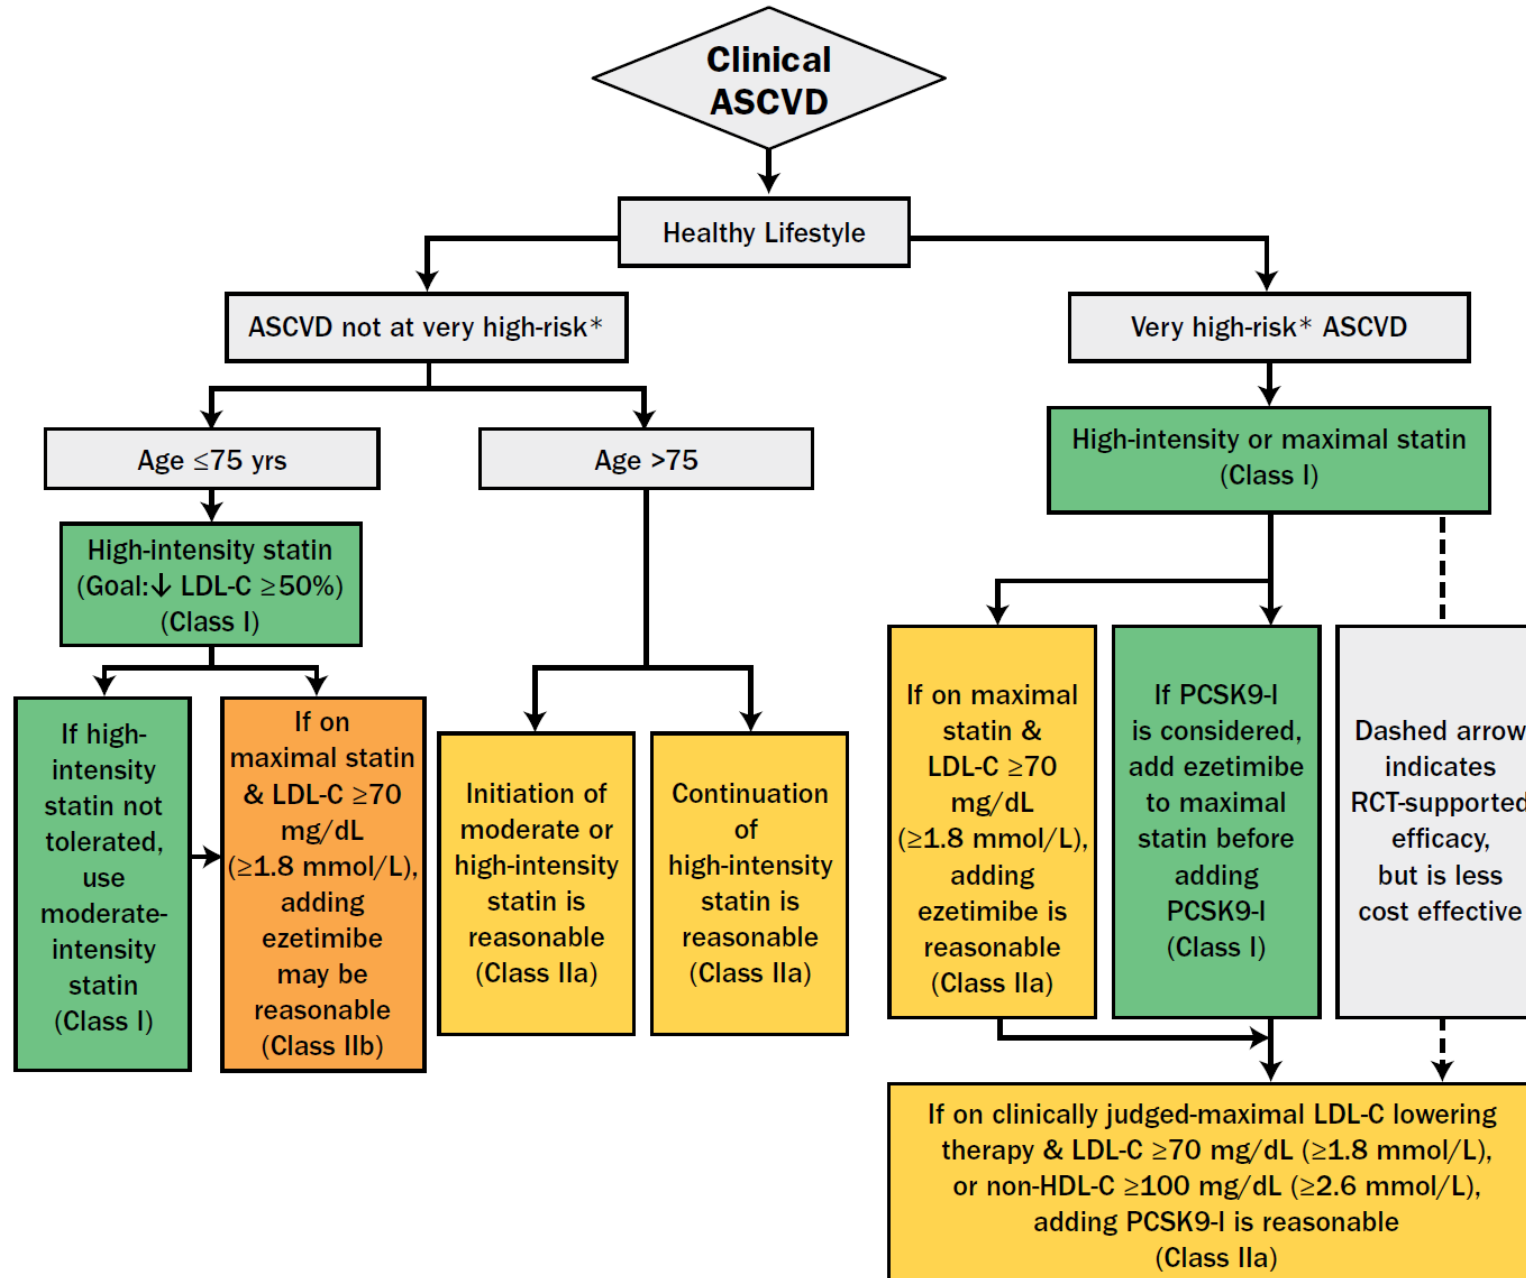 Clinical
ASCVD
Healthy Lifestyle
ASCVD not at very high-risk*
Very high-risk* ASCVD
Age ≤75 yrs
Age >75
High-intensity or maximal statin
(Class I)
High-intensity statin
(Goal:↓ LDL-C ≥50%)
(Class I)
If high-
intensity
statin not
tolerated,
use
moderate-
intensity
statin
(Class I)
If on
maximal statin
& LDL-C ≥70
mg/dL
(≥1.8 mmol/L),
adding
ezetimibe
may be
reasonable
(Class IIb)
Initiation of
moderate or
high-intensity
statin is
reasonable
(Class IIa)
Continuation
of
high-intensity
statin is
reasonable
(Class IIa)
If on maximal
statin &
LDL-C ≥70
mg/dL
(≥1.8 mmol/L),
adding
ezetimibe is
reasonable
(Class IIa)
If PCSK9-I
is considered,
add ezetimibe
to maximal
statin before
adding
PCSK9-I
(Class I)
Dashed arrow
indicates
RCT-supported
efficacy,
but is less
cost effective
If on clinically judged-maximal LDL-C lowering
therapy & LDL-C ≥70 mg/dL (≥1.8 mmol/L),
or non-HDL-C ≥100 mg/dL (≥2.6 mmol/L),
adding PCSK9-I is reasonable
(Class IIa)